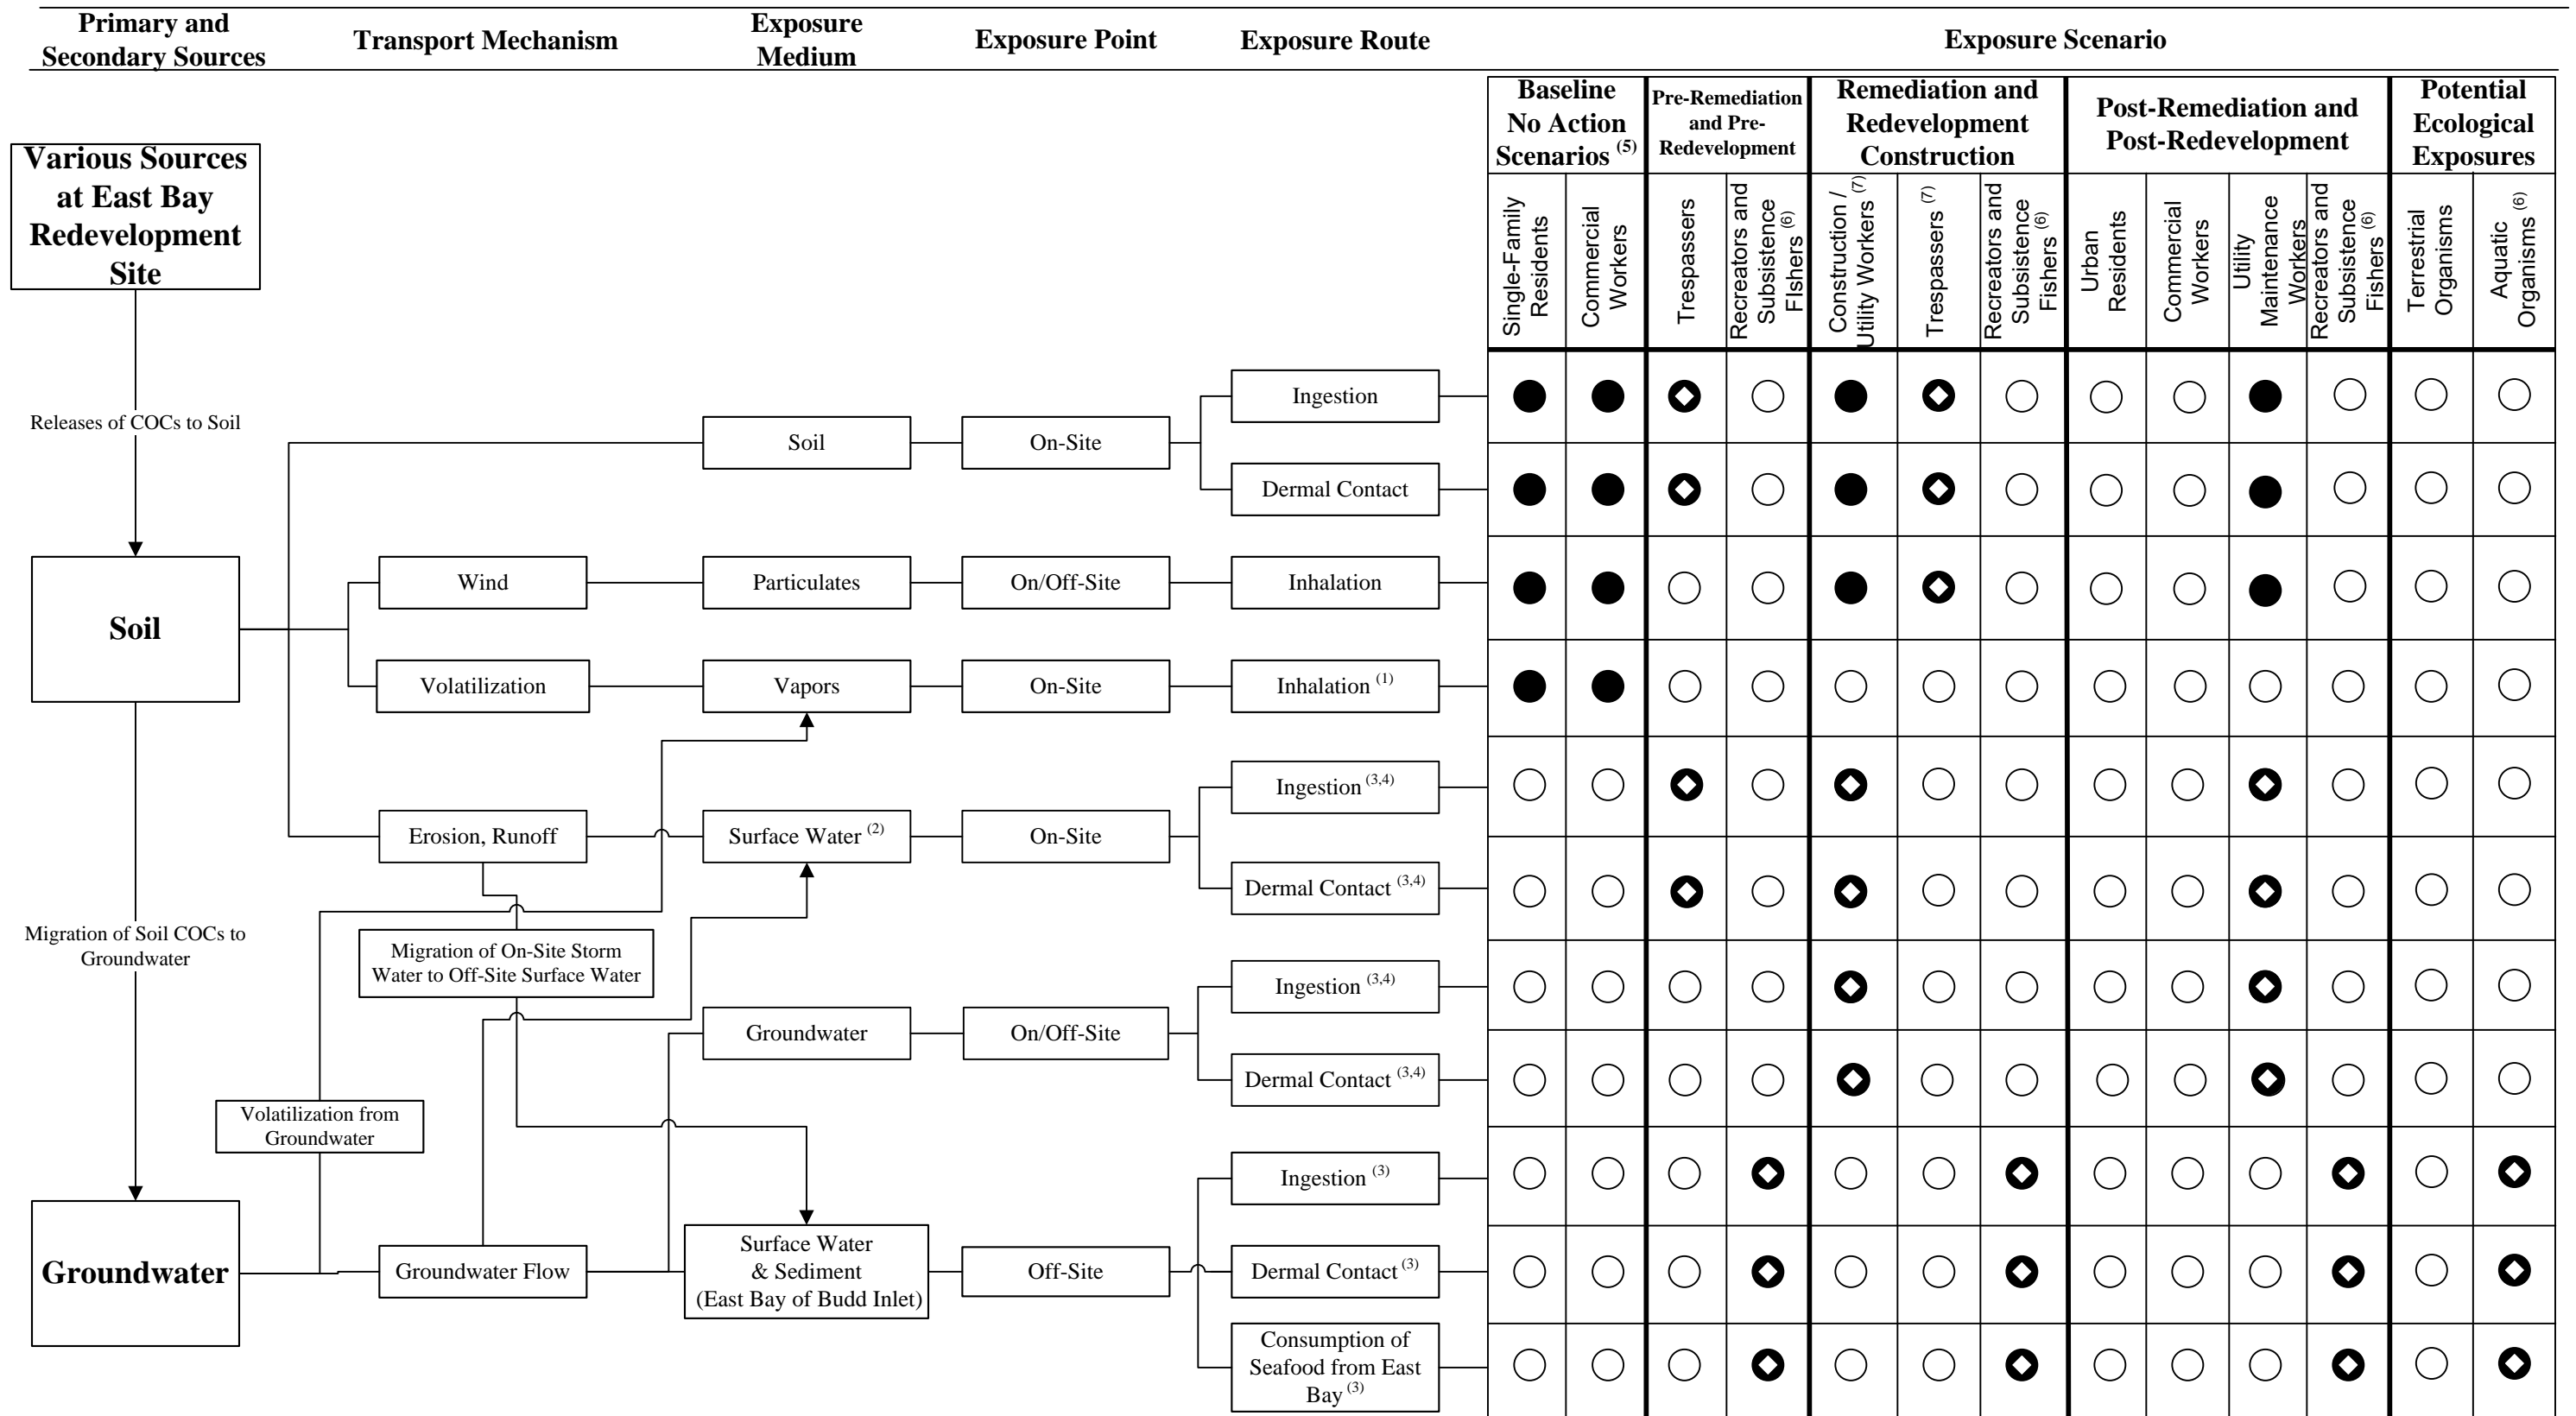 Primary and
Secondary Sources
Transport Mechanism
Exposure
Medium
Exposure Point
Exposure Route
Exposure Scenario
Baseline
No Action
Scenarios (5)
Pre-Remediation
and Pre-
Redevelopment
Remediation and
Redevelopment
Construction
Post-Remediation and
Post-Redevelopment
Potential
Ecological
Exposures
Single-Family
Residents
Commercial
Workers
Trespassers
Recreators and
Subsistence
FIshers (6)
Construction /
Utility Workers (7)
Trespassers (7)
Recreators and
Subsistence
Fishers (6)
Urban
Residents
Commercial
Workers
Utility
Maintenance
Workers
Recreators and
Subsistence
Fishers (6)
Terrestrial
Organisms
Aquatic
Organisms (6)
Various Sources
at East Bay
Redevelopment
Site
Releases of COCs to Soil
Soil
On-Site
Ingestion
Dermal Contact
Soil
Wind
Particulates
On/Off-Site
Inhalation
Volatilization
Vapors
On-Site
Inhalation (1)
Erosion, Runoff
Surface Water (2)
On-Site
Ingestion (3,4)
Dermal Contact (3,4)
Migration of Soil COCs to
Groundwater
Migration of On-Site Storm
Water to Off-Site Surface Water
Groundwater
On/Off-Site
Ingestion (3,4)
Dermal Contact (3,4)
Volatilization from
Groundwater
Groundwater
Groundwater Flow
Surface Water
& Sediment
(East Bay of Budd Inlet)
Off-Site
Ingestion (3)
Dermal Contact (3)
Consumption of
Seafood from East
Bay (3)